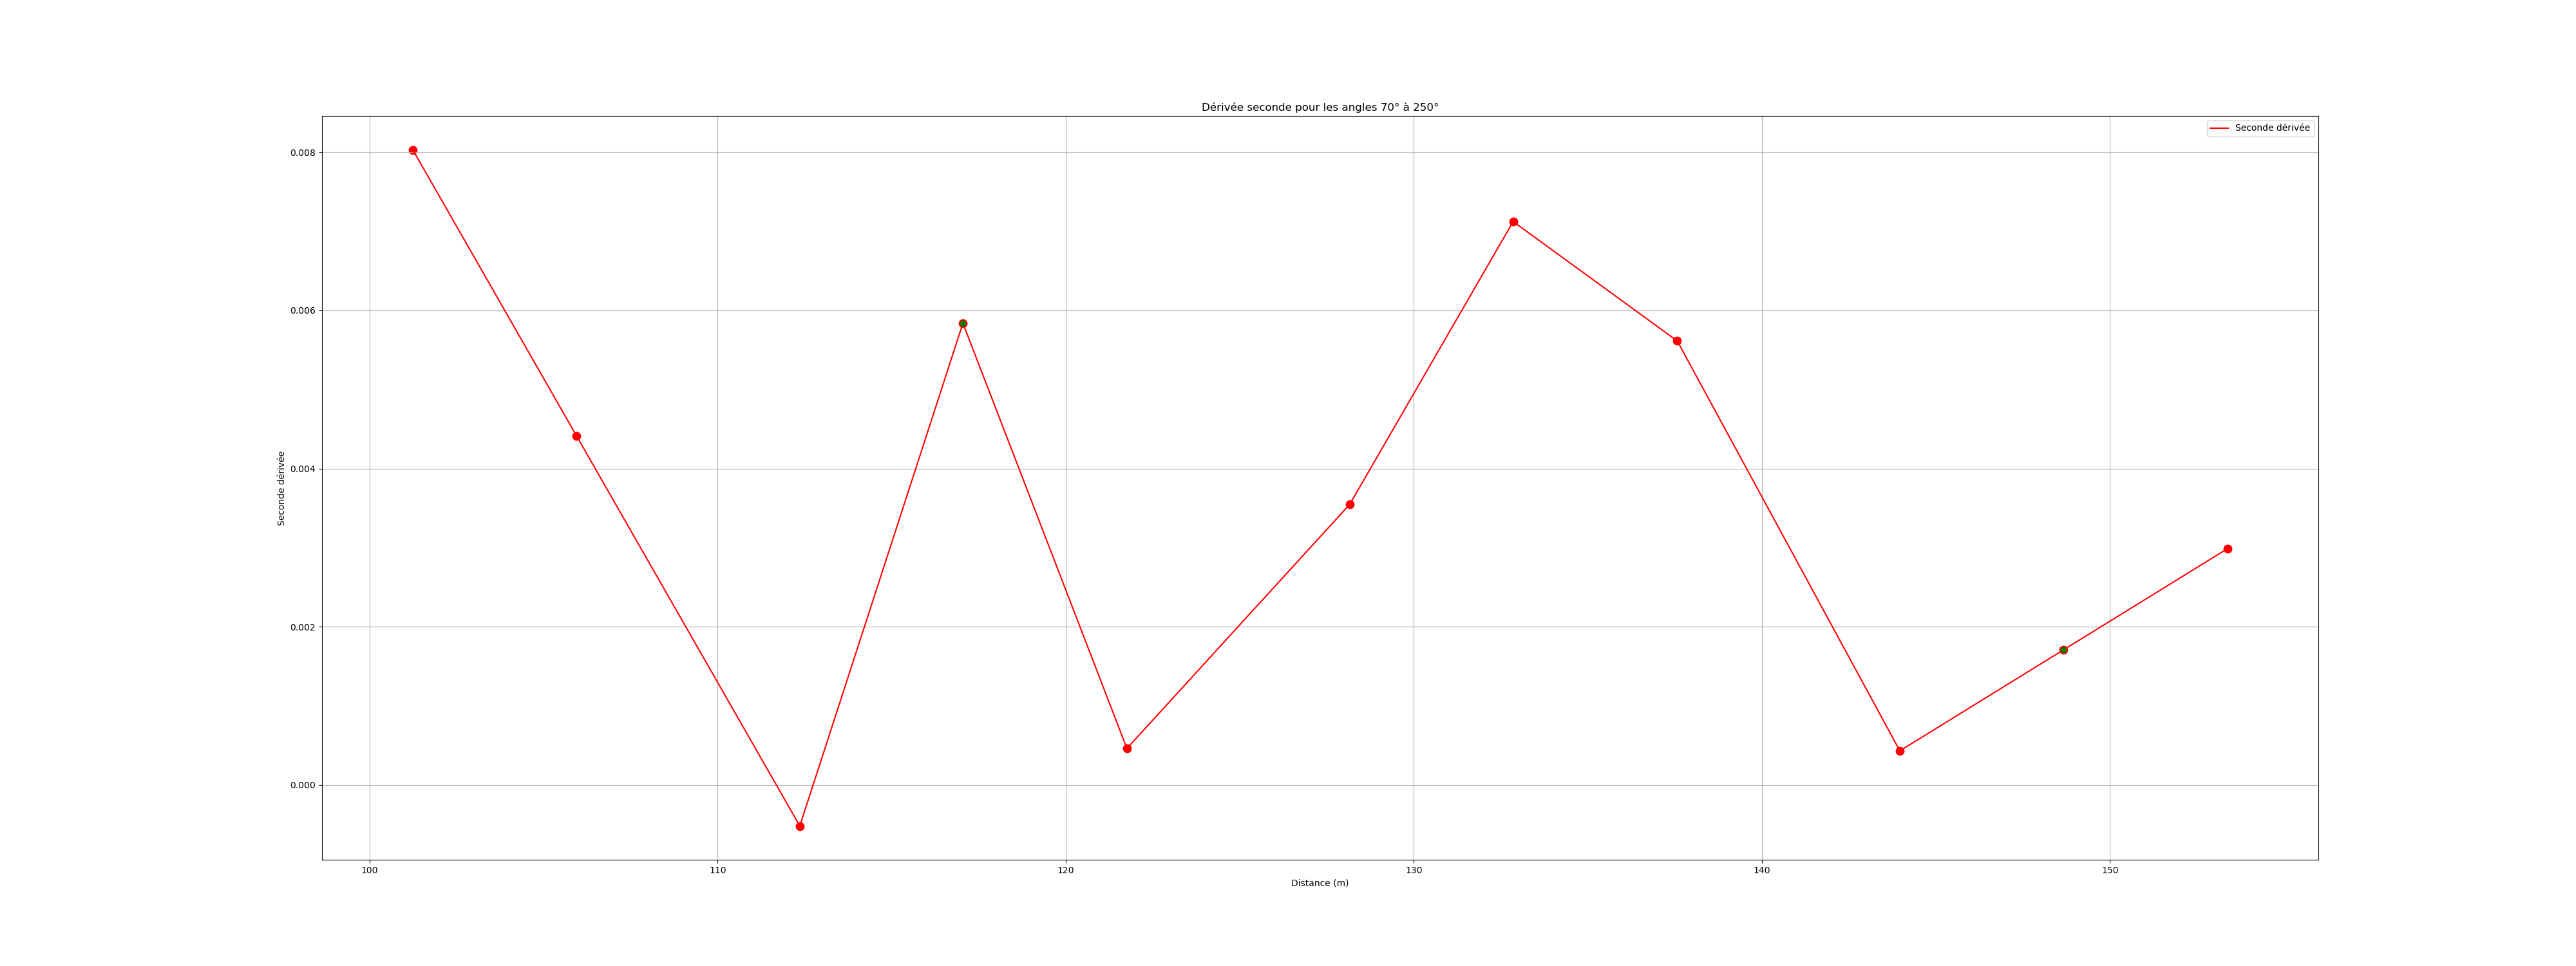 Dérivée seconde pour les angles 70° à 250°
Seconde dérivée
0.008
0.006
0.004
0.002
0.000
Seconde dérivée
100
110
120
130
140
150
Distance (m)